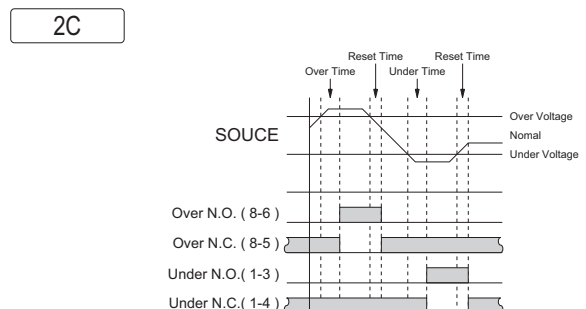 2C
Reset Time Reset Time
Over Time Under Time
Over Voltage
SOUCE
Nomal
Under Voltage
Over N.O. ( 8-6 )
Over N.C. ( 8-5 )
Under N.O.( 1-3 )
Under N.C.( 1-4 )